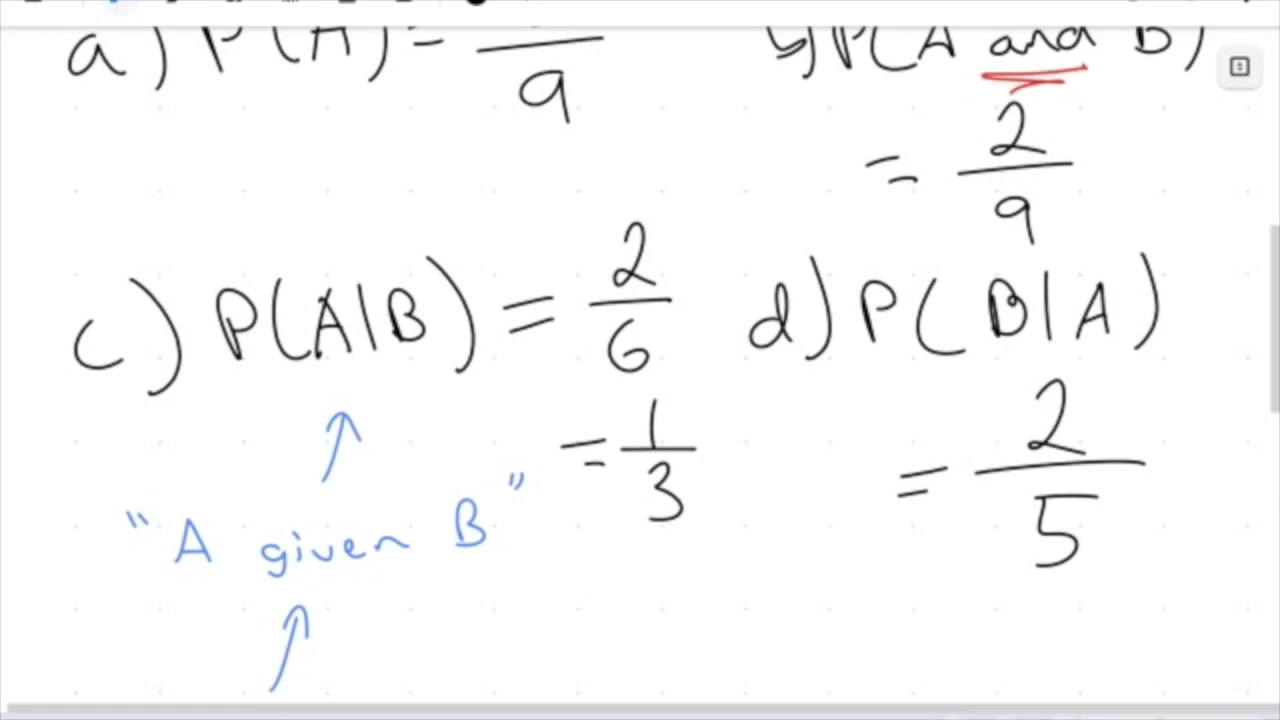 a) P(A) = /9
b) P(A and B)
= 2/9
c) P(A|B) = 2/6
= 1/3
d) P(B|A)
= 2/5
"A given B"